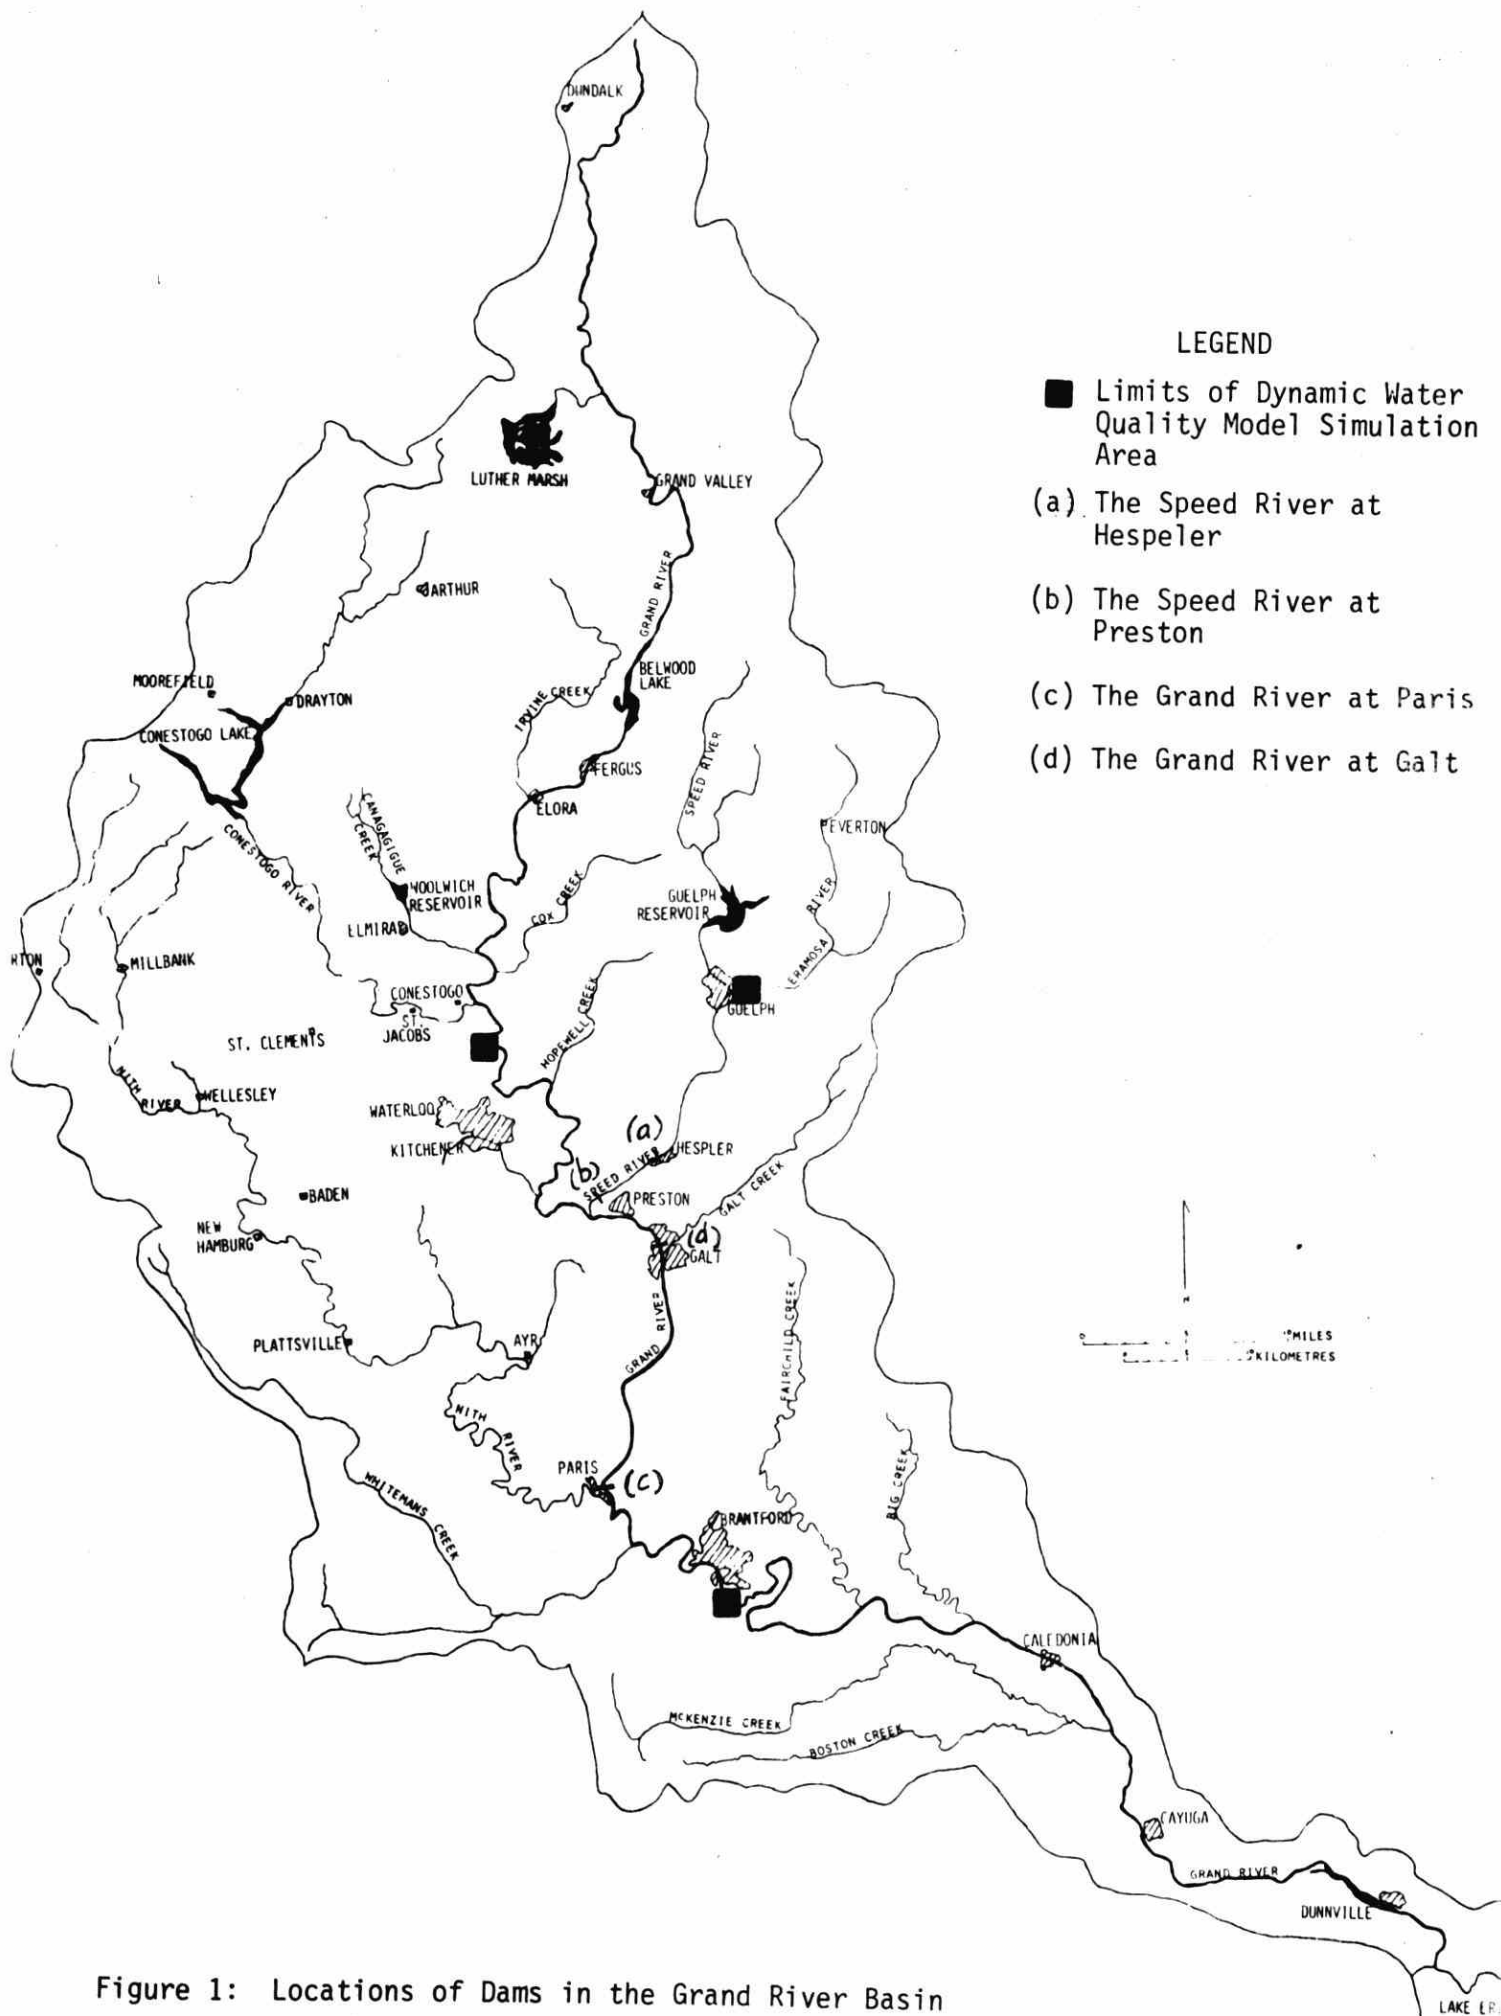 DUNDALK
LEGEND
Limits of Dynamic Water
Quality Model Simulation
Area
LUTHER MARSH
GRAND VALLEY
(a) The Speed River at
Hespeler
GRAND RIVER
ARTHUR
(b) The Speed River at
Preston
BELWOOD
LAKE
MOOREFIELD
DRAYTON
IRVINE CREEK
(c) The Grand River at Paris
CONESTOGO LAKE
SPEED RIVER
(d) The Grand River at Galt
FERGUS
ELORA
CANAGAGIGUE
CREEK
CONESTOGO RIVER
PEVERTON
WOOLWICH
RESERVOIR
COX CREEK
GUELPH
RESERVOIR
RIVER
ERAMOSA
ELMIRA
RTON
MILLBANK
CONESTOGO
ST.
JACOBS
GUELPH
HOPEWELL CREEK
ST. CLEMENTS
NITH
RIVER
WELLESLEY
WATERLOO
KITCHENER
(a)
HESPLER
(b)
SPEED RIVER
PRESTON
GALT CREEK
BADEN
NEW
HAMBURG
(d)
GALT
GRAND RIVER
FAIRCHILD CREEK
N
MILES
KILOMETRES
PLATTSVILLE
AYR
NITH
RIVER
PARIS
(c)
WHITEMANS CREEK
BIG CREEK
BRANTFORD
CALEDONIA
MCKENZIE CREEK
BOSTON CREEK
CAYUGA
GRAND RIVER
DUNNVILLE
Figure 1: Locations of Dams in the Grand River Basin
LAKE ER